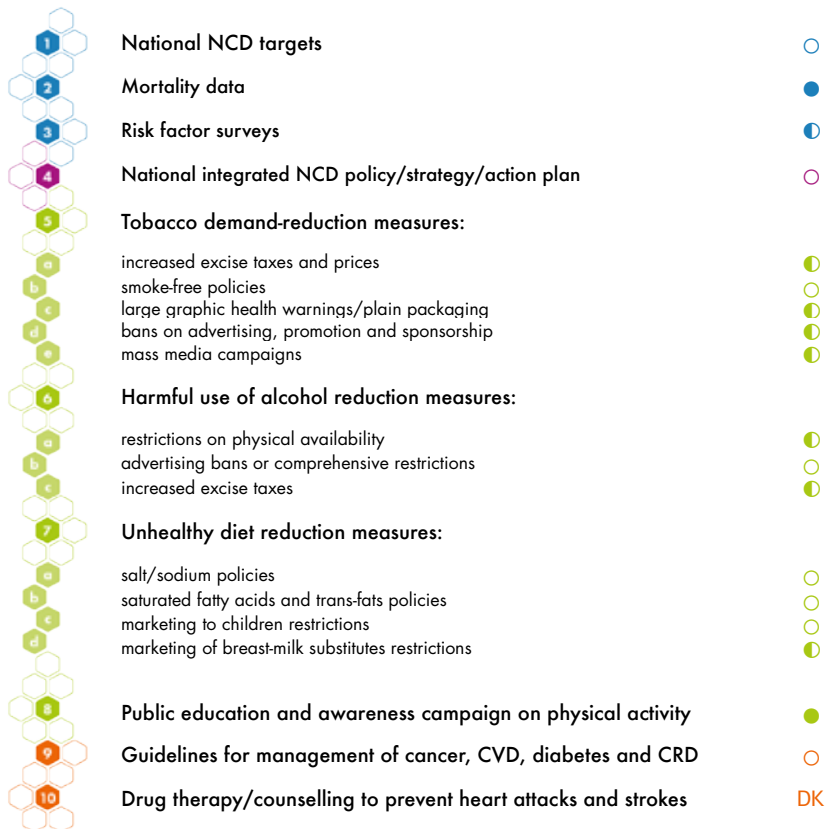 1 National NCD targets
2 Mortality data
3 Risk factor surveys
4 National integrated NCD policy/strategy/action plan
5 Tobacco demand-reduction measures:
a increased excise taxes and prices
b smoke-free policies
c large graphic health warnings/plain packaging
d bans on advertising, promotion and sponsorship
e mass media campaigns
6 Harmful use of alcohol reduction measures:
a restrictions on physical availability
b advertising bans or comprehensive restrictions
c increased excise taxes
7 Unhealthy diet reduction measures:
a salt/sodium policies
b saturated fatty acids and trans-fats policies
c marketing to children restrictions
d marketing of breast-milk substitutes restrictions
8 Public education and awareness campaign on physical activity
9 Guidelines for management of cancer, CVD, diabetes and CRD
10 Drug therapy/counselling to prevent heart attacks and strokes DK